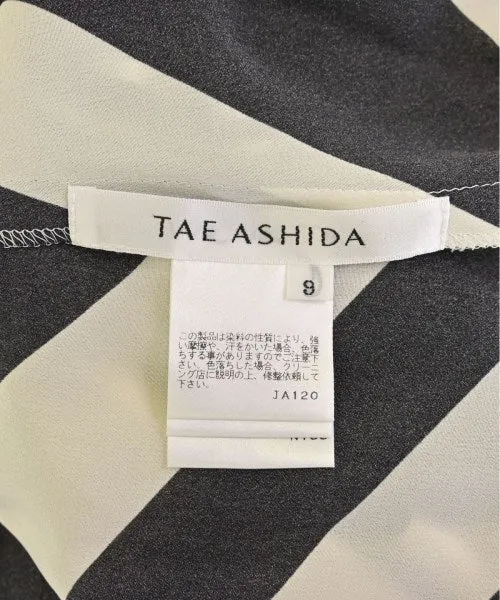 TAE ASHIDA
9
この製品は染料の性質により、強
い摩擦や、汗をかいた場合、色落
ちする事がありますのでご注意下
さい。色落ちした場合、クリーニ
ング店に説明の上、修整依頼して
下さい。
JA120